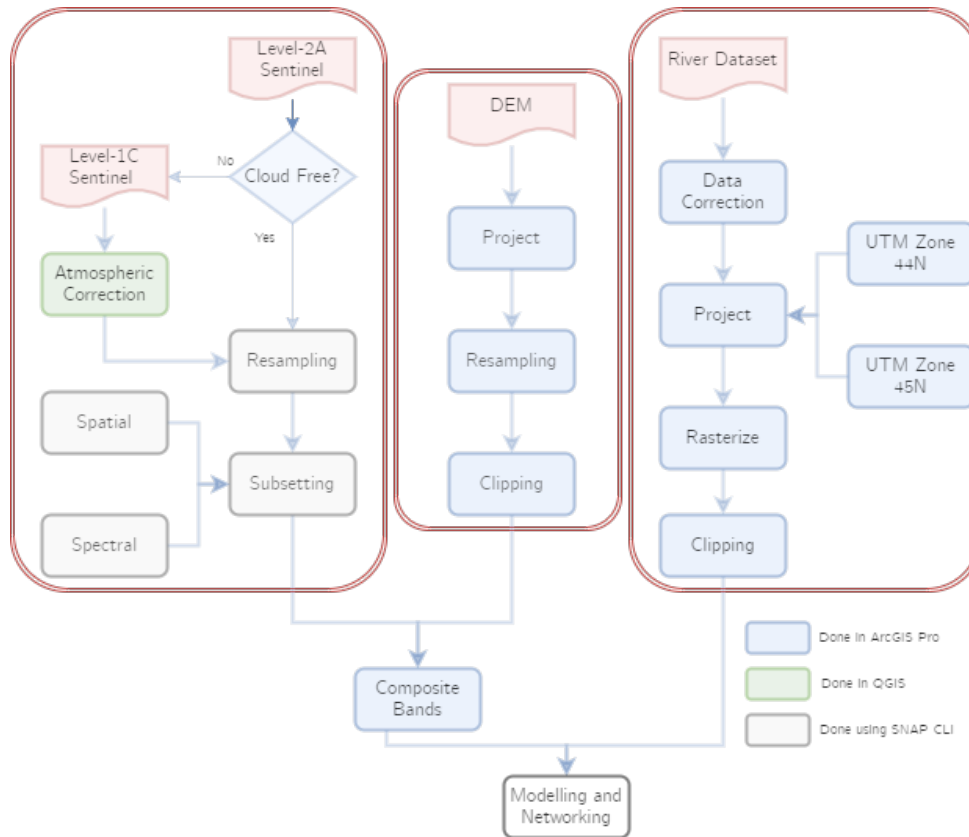 Level-2A
Sentinel
Level-1C
Sentinel
No
Cloud Free?
Yes
Atmospheric
Correction
Resampling
Spatial
Subsetting
Spectral
DEM
Project
Resampling
Clipping
River Dataset
Data
Correction
Project
UTM Zone
44N
UTM Zone
45N
Rasterize
Clipping
Composite
Bands
Modelling and
Networking
Done in ArcGIS Pro
Done in QGIS
Done using SNAP CLI